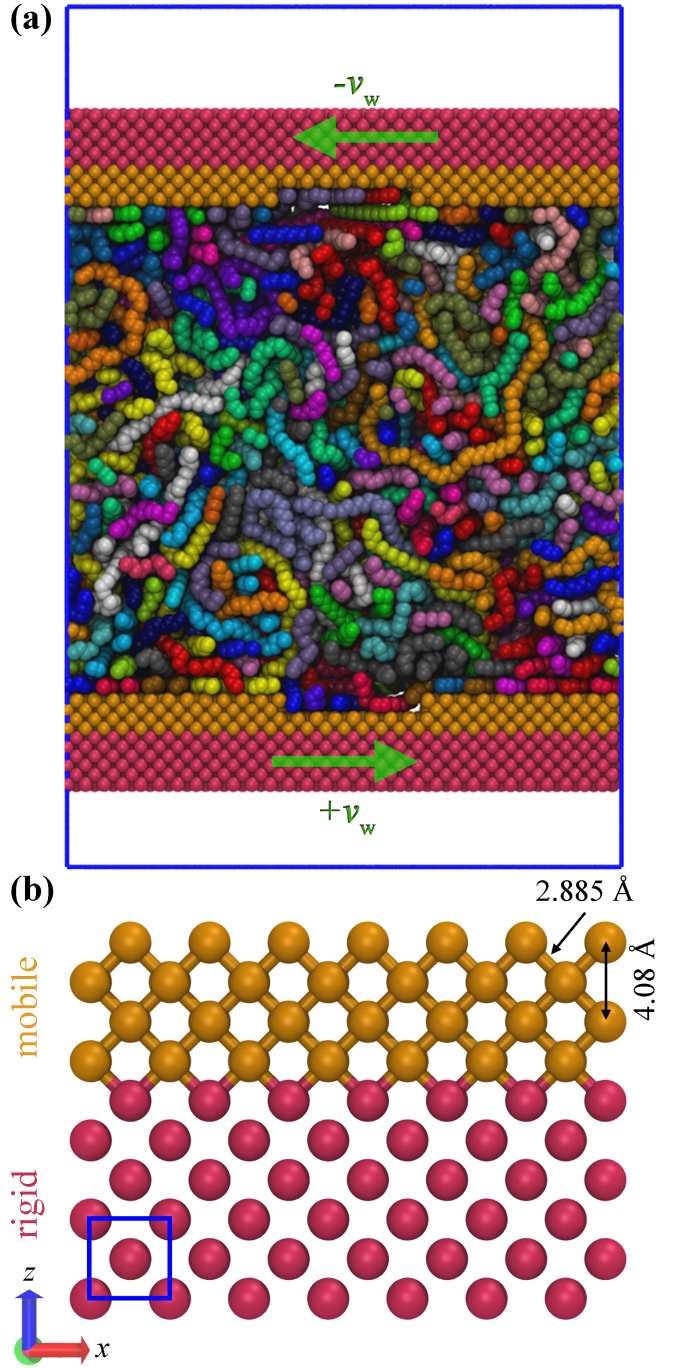 (a)
-vw
+vw
(b)
2.885 Å
4.08 Å
mobile
rigid
z
x